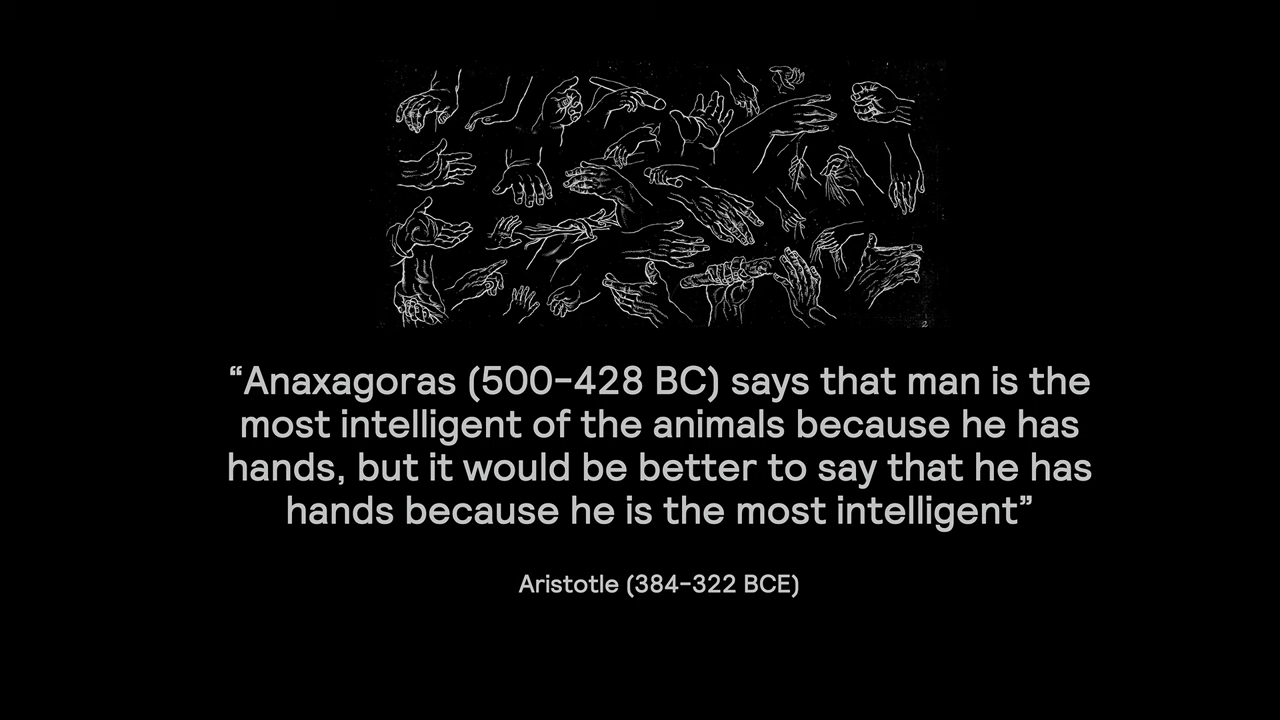 “Anaxagoras (500–428 BC) says that man is the
most intelligent of the animals because he has
hands, but it would be better to say that he has
hands because he is the most intelligent”
Aristotle (384–322 BCE)